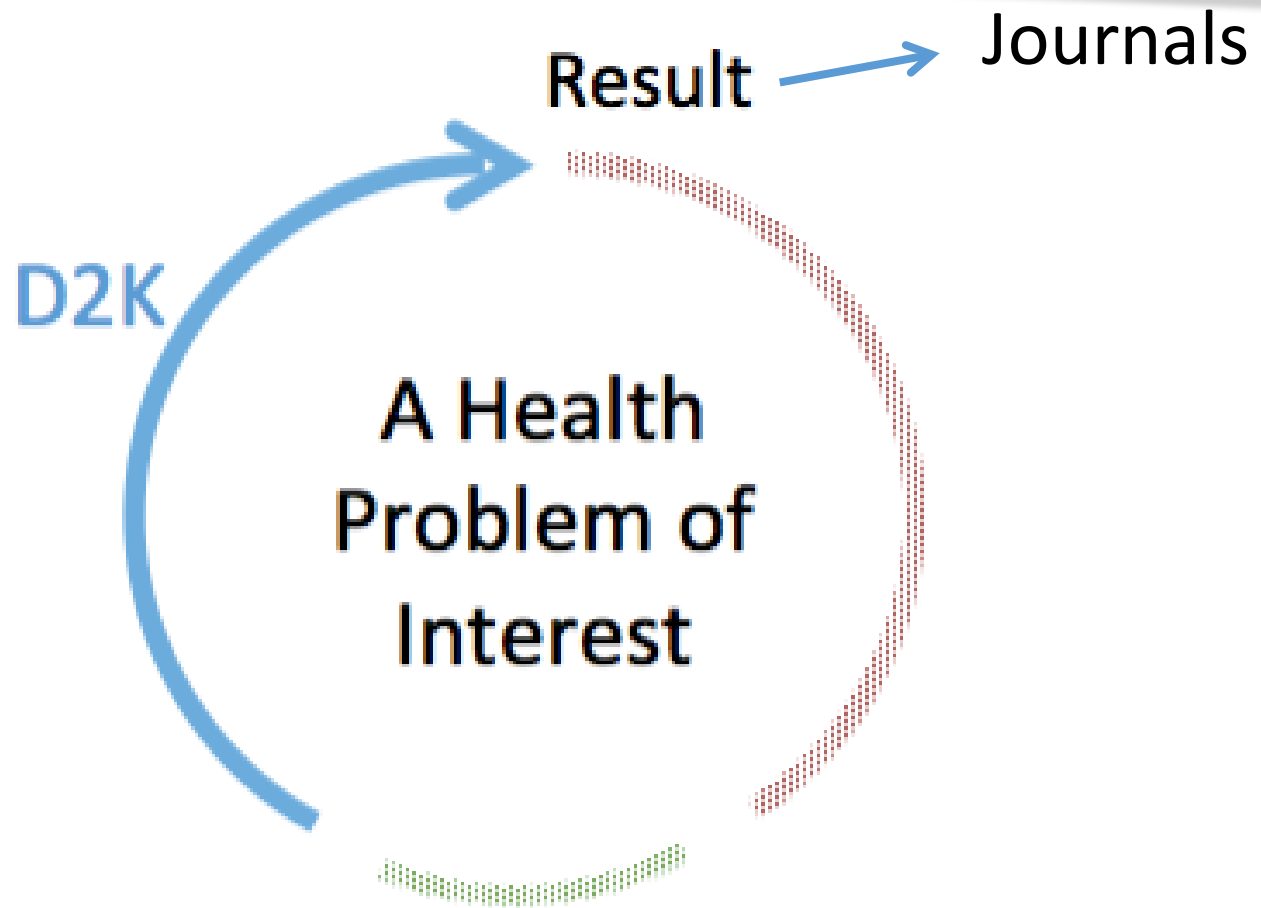 Journals
Result
D2K
A Health
Problem of
Interest